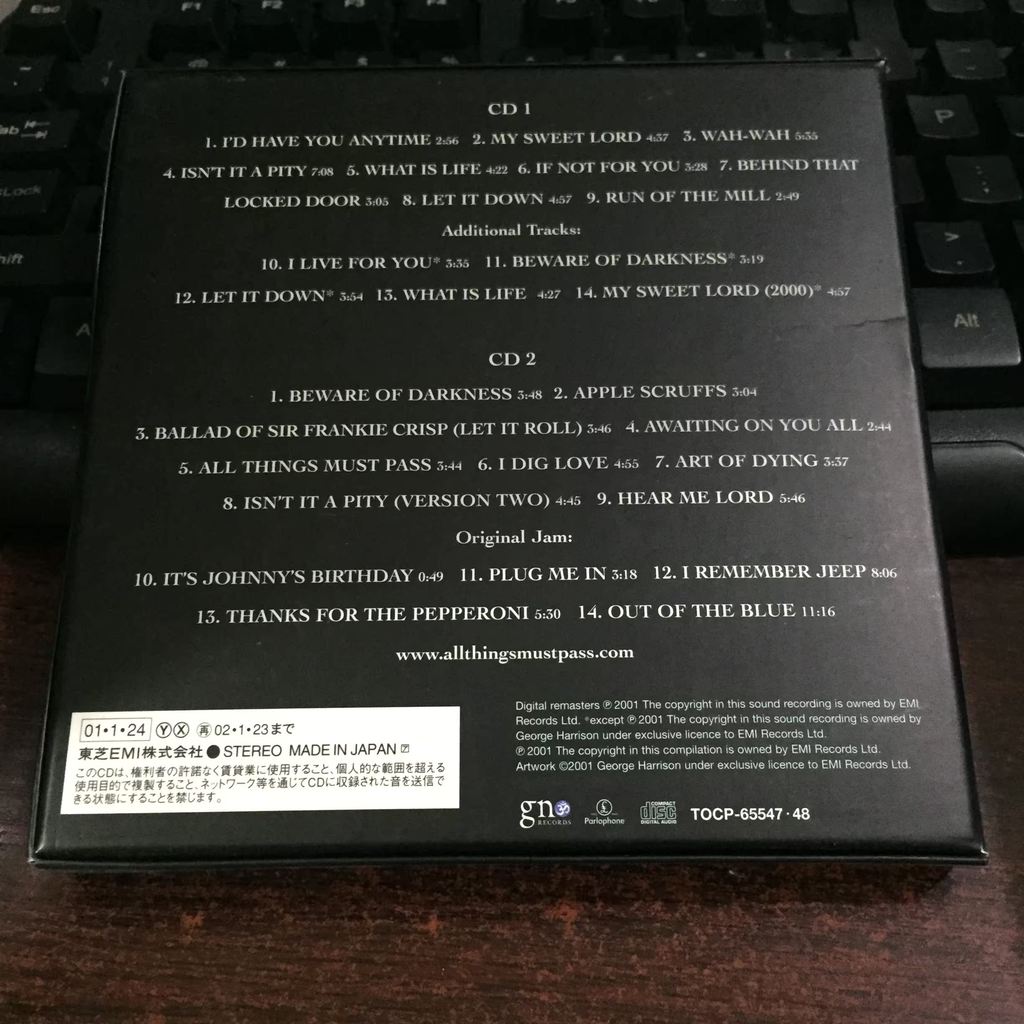 Esc F1 F2 F3 F4
Tab
P
Lock
: ;
Shift
>
A
Alt
CD 1
1. I'D HAVE YOU ANYTIME 2:56 2. MY SWEET LORD 4:37 3. WAH-WAH 5:35
4. ISN'T IT A PITY 7:08 5. WHAT IS LIFE 4:22 6. IF NOT FOR YOU 3:28 7. BEHIND THAT
LOCKED DOOR 3:05 8. LET IT DOWN 4:57 9. RUN OF THE MILL 2:49
Additional Tracks:
10. I LIVE FOR YOU* 3:35 11. BEWARE OF DARKNESS* 3:19
12. LET IT DOWN* 3:54 13. WHAT IS LIFE 4:27 14. MY SWEET LORD (2000)* 4:57
CD 2
1. BEWARE OF DARKNESS 3:48 2. APPLE SCRUFFS 3:04
3. BALLAD OF SIR FRANKIE CRISP (LET IT ROLL) 3:46 4. AWAITING ON YOU ALL 2:44
5. ALL THINGS MUST PASS 3:44 6. I DIG LOVE 4:55 7. ART OF DYING 3:37
8. ISN'T IT A PITY (VERSION TWO) 4:45 9. HEAR ME LORD 5:46
Original Jam:
10. IT'S JOHNNY'S BIRTHDAY 0:49 11. PLUG ME IN 3:18 12. I REMEMBER JEEP 8:06
13. THANKS FOR THE PEPPERONI 5:30 14. OUT OF THE BLUE 11:16
www.allthingsmustpass.com
01•1•24 Ⓨ Ⓧ 再 02•1•23まで
東芝EMI株式会社●STEREO MADE IN JAPAN
このCDは、権利者の許諾なく賃貸業に使用すること、個人的な範囲を超える
使用目的で複製すること、ネットワーク等を通じてCDに収録された音を送信で
きる状態にすることを禁じます。
Digital remasters ℗ 2001 The copyright in this sound recording is owned by EMI
Records Ltd. *except ℗ 2001 The copyright in this sound recording is owned by
George Harrison under exclusive licence to EMI Records Ltd.
℗ 2001 The copyright in this compilation is owned by EMI Records Ltd.
Artwork ©2001 George Harrison under exclusive licence to EMI Records Ltd.
gn ॐ RECORDS Parlophone COMPACT disc DIGITAL AUDIO TOCP-65547·48